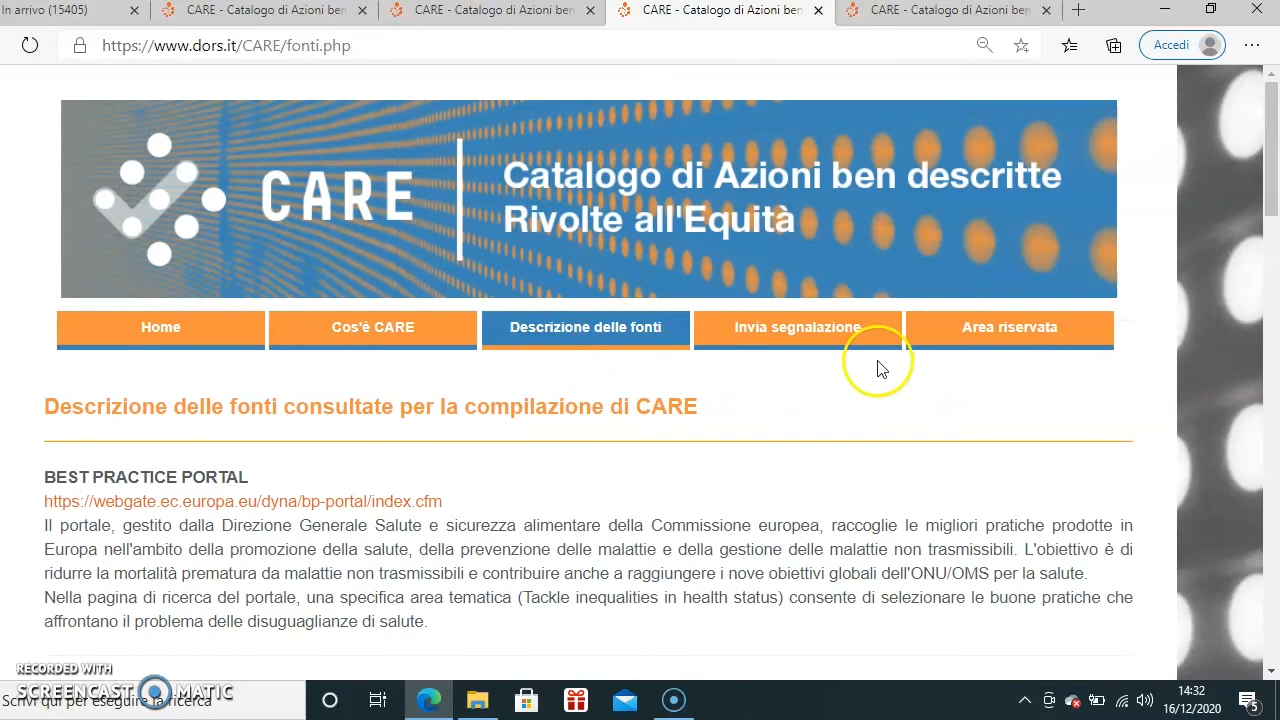 In arrivo (15405)
CARE - Catalogo di Azioni ben
CARE - Catalogo di Azioni ben
CARE - Catalogo di Azioni ben
CARE - Catalogo di Azioni ben
https://www.dors.it/CARE/fonti.php
Accedi
CARE
Catalogo di Azioni ben descritte
Rivolte all'Equità
Home
Cos'è CARE
Descrizione delle fonti
Invia segnalazione
Area riservata
Descrizione delle fonti consultate per la compilazione di CARE
BEST PRACTICE PORTAL
https://webgate.ec.europa.eu/dyna/bp-portal/index.cfm
Il portale, gestito dalla Direzione Generale Salute e sicurezza alimentare della Commissione europea, raccoglie le migliori pratiche prodotte in
Europa nell'ambito della promozione della salute, della prevenzione delle malattie e della gestione delle malattie non trasmissibili. L'obiettivo è di
ridurre la mortalità prematura da malattie non trasmissibili e contribuire anche a raggiungere i nove obiettivi globali dell'ONU/OMS per la salute.
Nella pagina di ricerca del portale, una specifica area tematica (Tackle inequalities in health status) consente di selezionare le buone pratiche che
affrontano il problema delle disuguaglianze di salute.
RECORDED WITH
SCREENCAST MATIC
Scrivi qui per eseguire la ricerca
14:32
16/12/2020
5